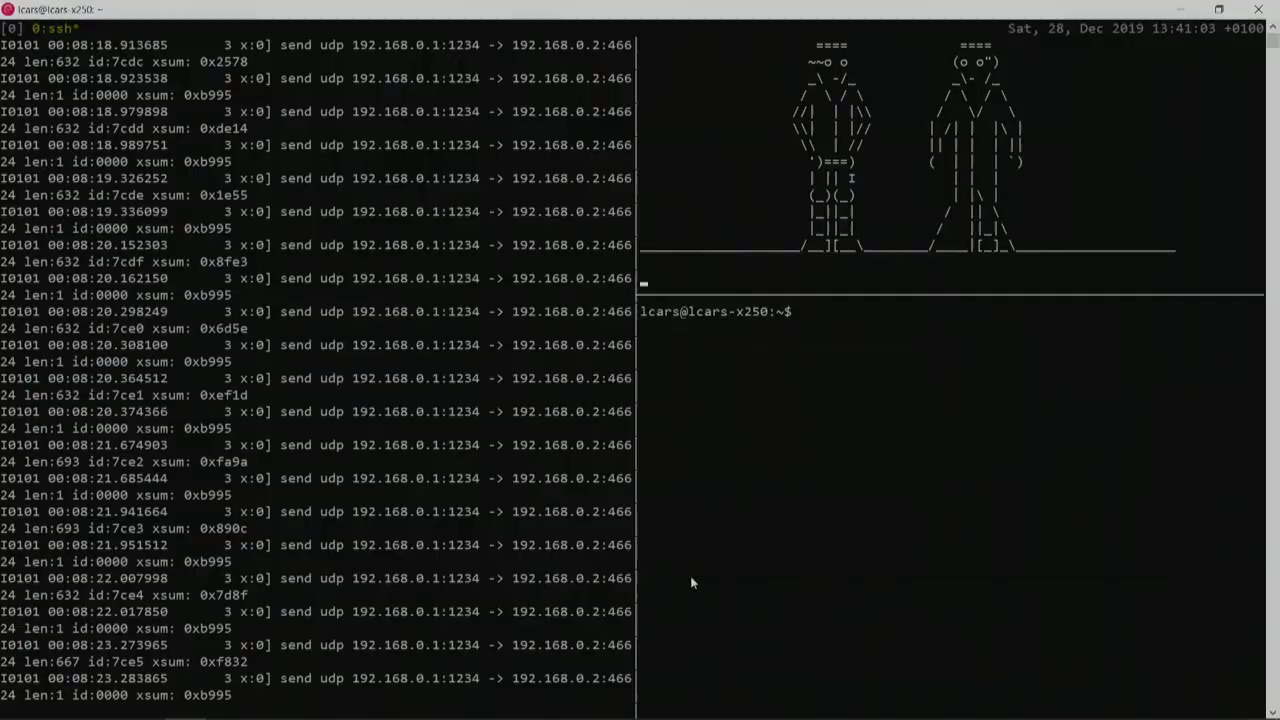 lcars@lcars-x250: ~
[0] 0:ssh*
Sat, 28, Dec 2019 13:41:03 +0100
I0101 00:08:18.913685       3 x:0] send udp 192.168.0.1:1234 -> 192.168.0.2:466
24 len:632 id:7cdc xsum: 0x2578
I0101 00:08:18.923538       3 x:0] send udp 192.168.0.1:1234 -> 192.168.0.2:466
24 len:1 id:0000 xsum: 0xb995
I0101 00:08:18.979898       3 x:0] send udp 192.168.0.1:1234 -> 192.168.0.2:466
24 len:632 id:7cdd xsum: 0xde14
I0101 00:08:18.989751       3 x:0] send udp 192.168.0.1:1234 -> 192.168.0.2:466
24 len:1 id:0000 xsum: 0xb995
I0101 00:08:19.326252       3 x:0] send udp 192.168.0.1:1234 -> 192.168.0.2:466
24 len:632 id:7cde xsum: 0x1e55
I0101 00:08:19.336099       3 x:0] send udp 192.168.0.1:1234 -> 192.168.0.2:466
24 len:1 id:0000 xsum: 0xb995
I0101 00:08:20.152303       3 x:0] send udp 192.168.0.1:1234 -> 192.168.0.2:466
24 len:632 id:7cdf xsum: 0x8fe3
I0101 00:08:20.162150       3 x:0] send udp 192.168.0.1:1234 -> 192.168.0.2:466
24 len:1 id:0000 xsum: 0xb995
I0101 00:08:20.298249       3 x:0] send udp 192.168.0.1:1234 -> 192.168.0.2:466
24 len:632 id:7ce0 xsum: 0x6d5e
I0101 00:08:20.308100       3 x:0] send udp 192.168.0.1:1234 -> 192.168.0.2:466
24 len:1 id:0000 xsum: 0xb995
I0101 00:08:20.364512       3 x:0] send udp 192.168.0.1:1234 -> 192.168.0.2:466
24 len:632 id:7ce1 xsum: 0xef1d
I0101 00:08:20.374366       3 x:0] send udp 192.168.0.1:1234 -> 192.168.0.2:466
24 len:1 id:0000 xsum: 0xb995
I0101 00:08:21.674903       3 x:0] send udp 192.168.0.1:1234 -> 192.168.0.2:466
24 len:693 id:7ce2 xsum: 0xfa9a
I0101 00:08:21.685444       3 x:0] send udp 192.168.0.1:1234 -> 192.168.0.2:466
24 len:1 id:0000 xsum: 0xb995
I0101 00:08:21.941664       3 x:0] send udp 192.168.0.1:1234 -> 192.168.0.2:466
24 len:693 id:7ce3 xsum: 0x890c
I0101 00:08:21.951512       3 x:0] send udp 192.168.0.1:1234 -> 192.168.0.2:466
24 len:1 id:0000 xsum: 0xb995
I0101 00:08:22.007998       3 x:0] send udp 192.168.0.1:1234 -> 192.168.0.2:466
24 len:632 id:7ce4 xsum: 0x7d8f
I0101 00:08:22.017850       3 x:0] send udp 192.168.0.1:1234 -> 192.168.0.2:466
24 len:1 id:0000 xsum: 0xb995
I0101 00:08:23.273965       3 x:0] send udp 192.168.0.1:1234 -> 192.168.0.2:466
24 len:667 id:7ce5 xsum: 0xf832
I0101 00:08:23.283865       3 x:0] send udp 192.168.0.1:1234 -> 192.168.0.2:466
24 len:1 id:0000 xsum: 0xb995
lcars@lcars-x250:~$